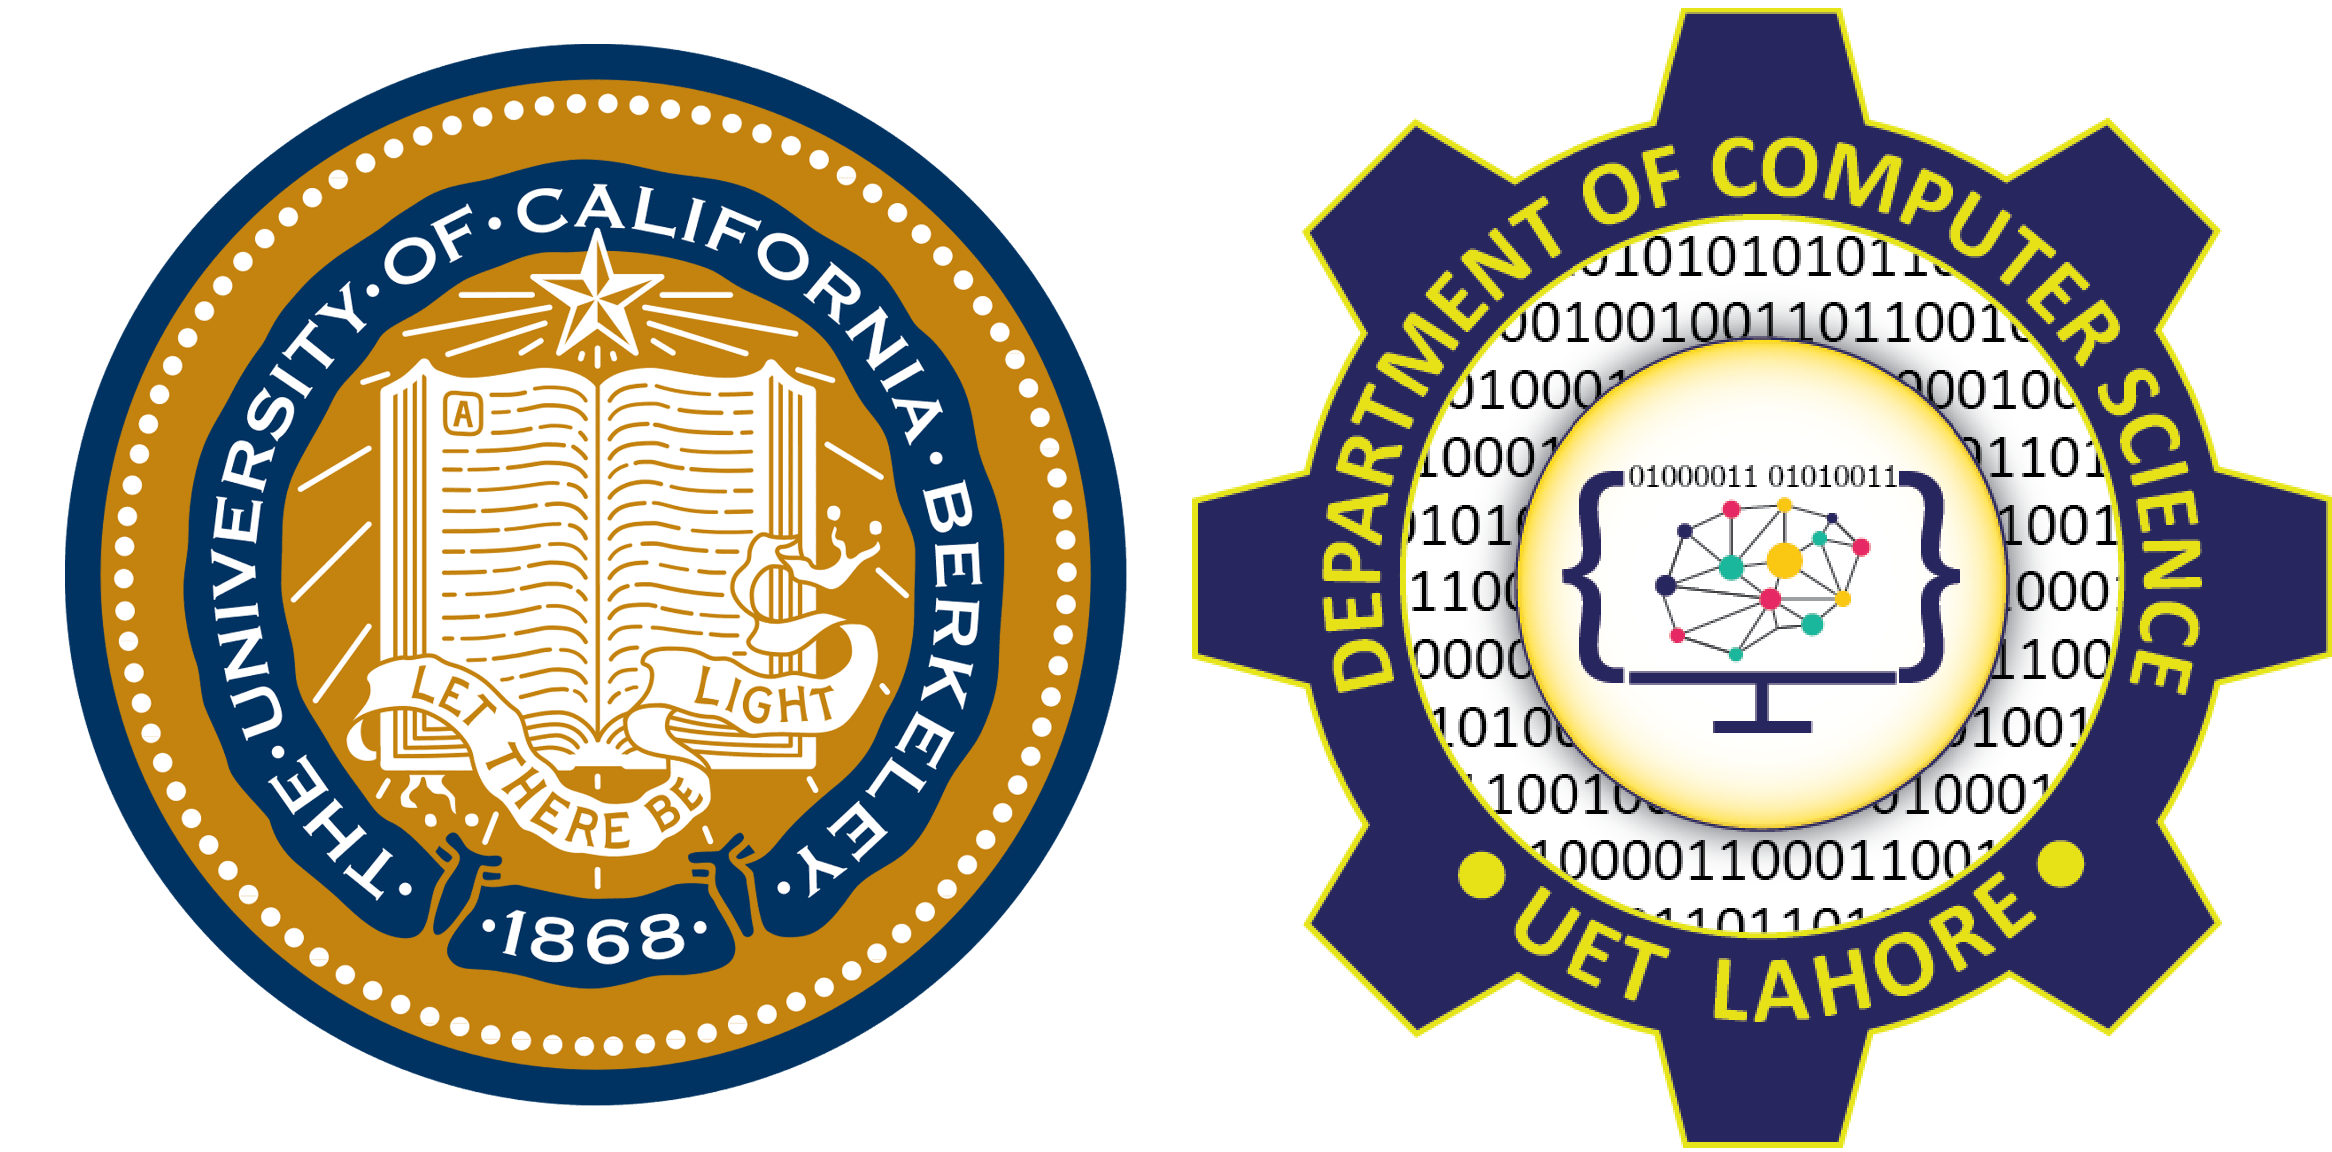 THE · UNIVERSITY · OF · CALIFORNIA · BERKELEY
A
LET THERE BE LIGHT
· 1868 ·
DEPARTMENT OF COMPUTER SCIENCE
01000011 01010011
UET LAHORE